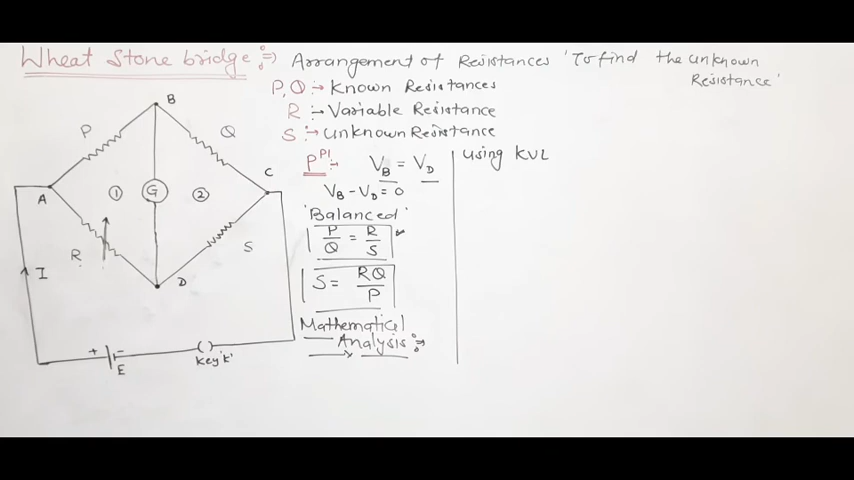 Wheat Stone bridge ⇒ Arrangement of Resistances 'To find the unknown
Resistance'
P, Q :→ Known Resistances
R :→ Variable Resistance
S :→ Unknown Resistance
P^pl :- V_B = V_D
V_B - V_D = 0
'Balanced'
P/Q = R/S
S = RQ/P
Mathematical
Analysis ⇒
using KVL
B
P
Q
C
A
①
G
②
R
S
D
I
+ -
E
Key 'K'